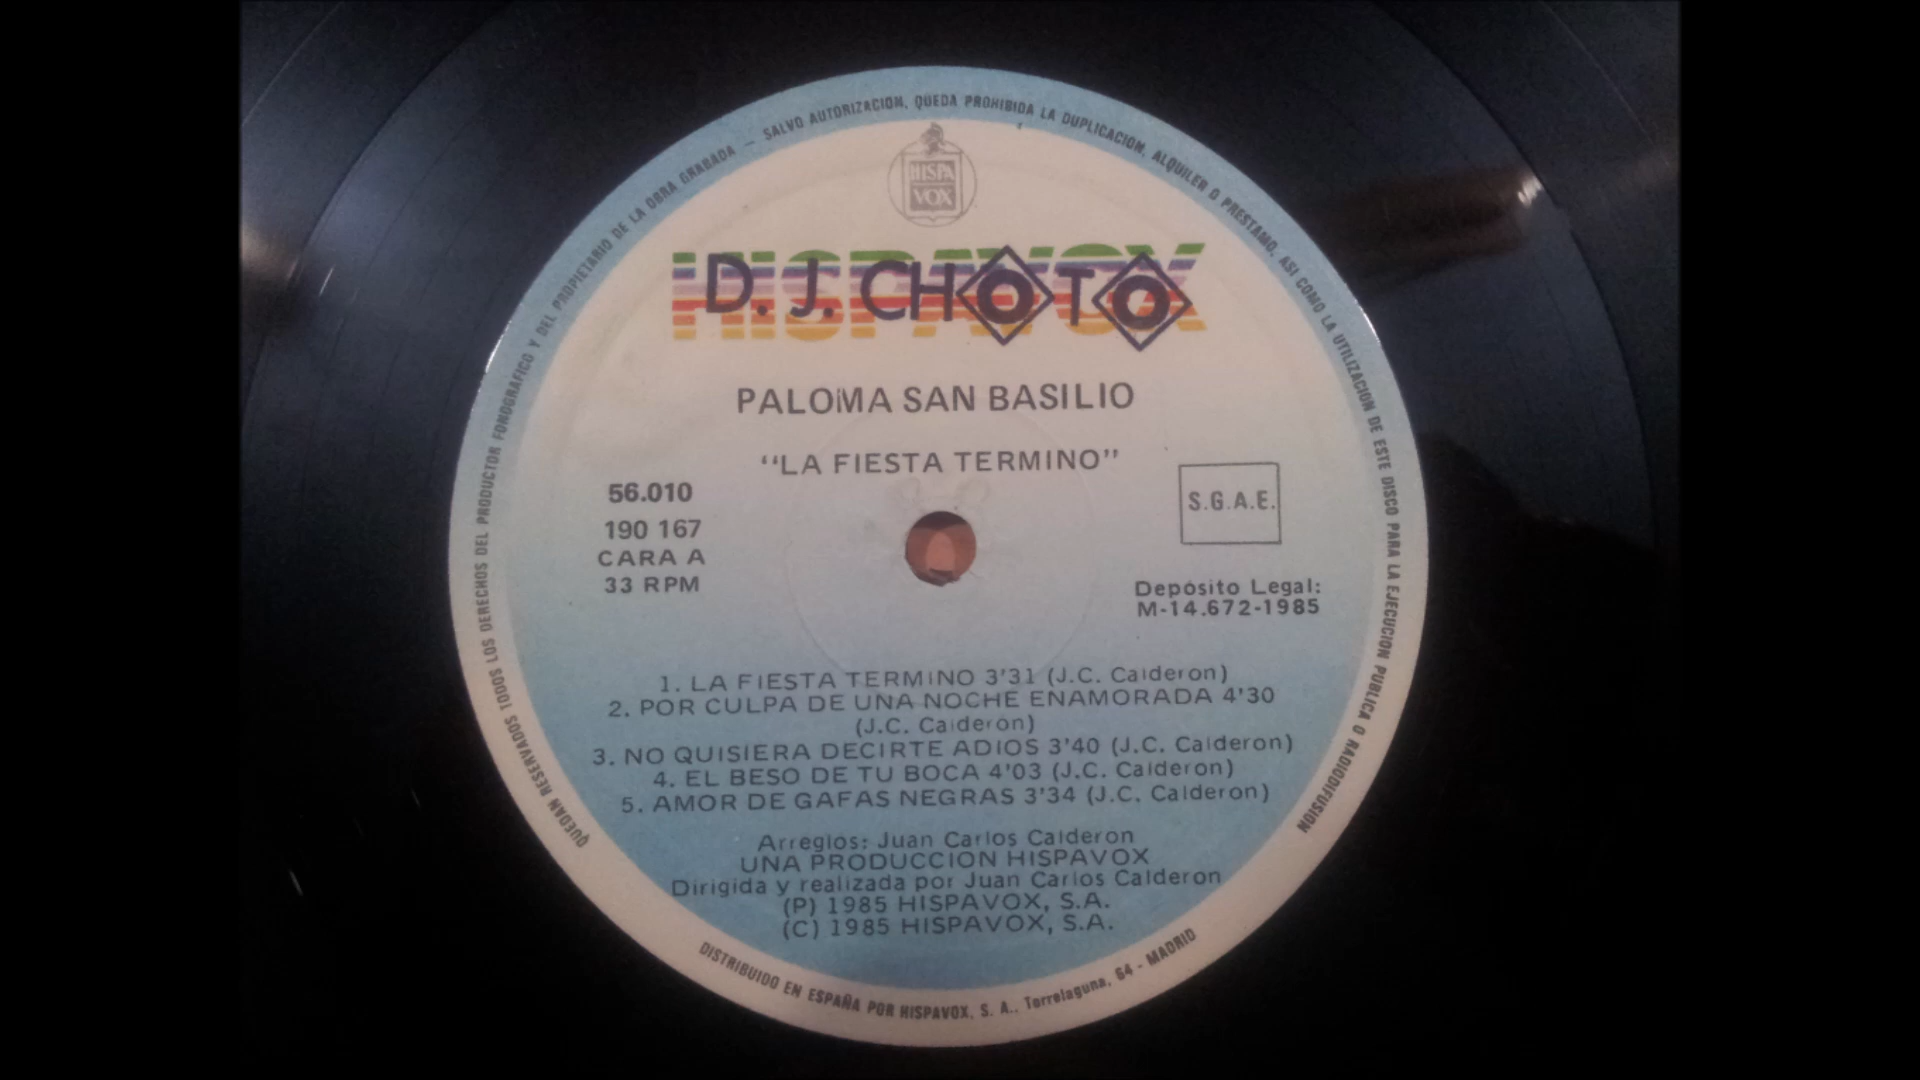 QUEDAN RESERVADOS TODOS LOS DERECHOS DEL PRODUCTOR FONOGRAFICO Y DEL PROPIETARIO DE LA OBRA GRABADA — SALVO AUTORIZACION, QUEDA PROHIBIDA LA DUPLICACION, ALQUILER O PRESTAMO, ASI COMO LA UTILIZACION DE ESTE DISCO PARA LA EJECUCION PUBLICA O RADIODIFUSION
HISPA
VOX
HISPAVOX
D.J. CHOTO
PALOMA SAN BASILIO
"LA FIESTA TERMINO"
56.010
190 167
CARA A
33 RPM
S.G.A.E.
Depósito Legal:
M-14.672-1985
1. LA FIESTA TERMINO 3'31 (J.C. Calderon)
2. POR CULPA DE UNA NOCHE ENAMORADA 4'30
(J.C. Calderon)
3. NO QUISIERA DECIRTE ADIOS 3'40 (J.C. Calderon)
4. EL BESO DE TU BOCA 4'03 (J.C. Calderon)
5. AMOR DE GAFAS NEGRAS 3'34 (J.C. Calderon)
Arreglos: Juan Carlos Calderon
UNA PRODUCCION HISPAVOX
Dirigida y realizada por Juan Carlos Calderon
(P) 1985 HISPAVOX, S.A.
(C) 1985 HISPAVOX, S.A.
DISTRIBUIDO EN ESPAÑA POR HISPAVOX, S. A., Torrelaguna, 64 - MADRID